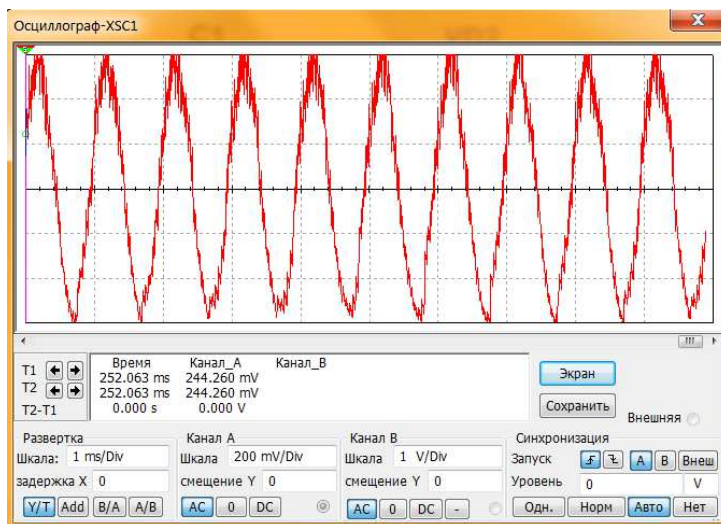 Осциллограф-XSC1
T1
T2
T2-T1
Время Канал_A Канал_B
252.063 ms 244.260 mV
252.063 ms 244.260 mV
0.000 s 0.000 V
Экран
Сохранить
Внешняя
Развертка
Шкала: 1 ms/Div
задержка X 0
Y/T Add B/A A/B
Канал A
Шкала 200 mV/Div
смещение Y 0
AC 0 DC
Канал B
Шкала 1 V/Div
смещение Y 0
AC 0 DC -
Синхронизация
Запуск A B Внеш
Уровень 0 V
Одн. Норм Авто Нет